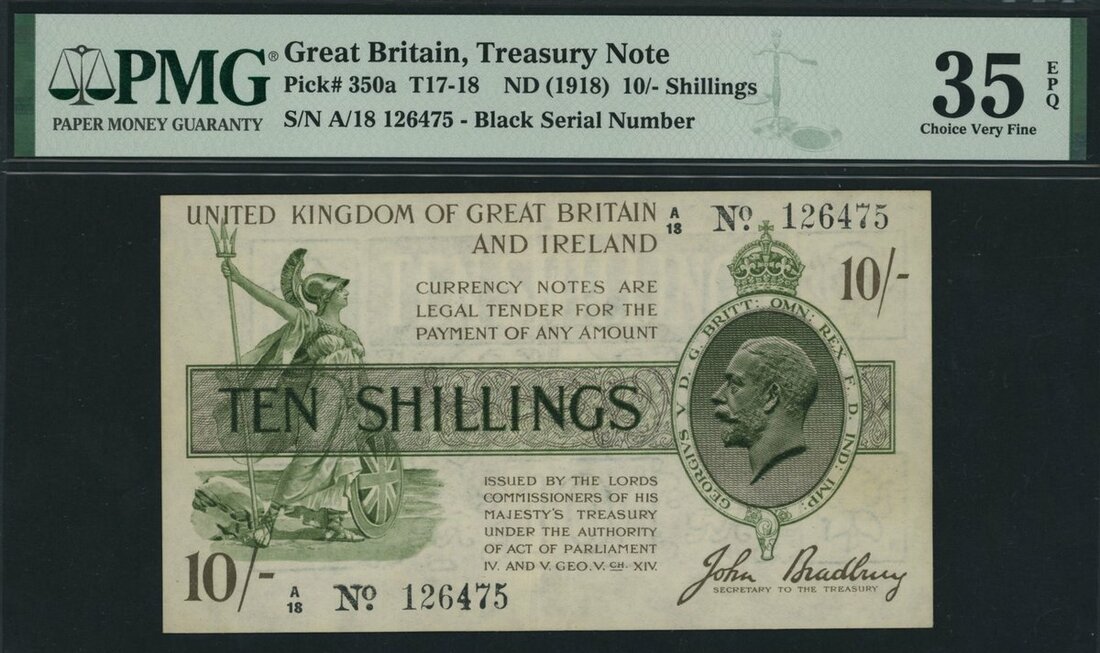 PMG®
PAPER MONEY GUARANTY
Great Britain, Treasury Note
Pick# 350a T17-18 ND (1918) 10/- Shillings
S/N A/18 126475 - Black Serial Number
35 EPQ
Choice Very Fine
UNITED KINGDOM OF GREAT BRITAIN
AND IRELAND
A/18 No. 126475
10/-
CURRENCY NOTES ARE
LEGAL TENDER FOR THE
PAYMENT OF ANY AMOUNT
GEORGIVS V D. G. BRITT: OMN: REX F. D. IND: IMP:
TEN SHILLINGS
ISSUED BY THE LORDS
COMMISSIONERS OF HIS
MAJESTY'S TREASURY
UNDER THE AUTHORITY
OF ACT OF PARLIAMENT
IV. AND V. GEO. V. CH. XIV.
John Bradbury
SECRETARY TO THE TREASURY
10/-
A/18 No. 126475